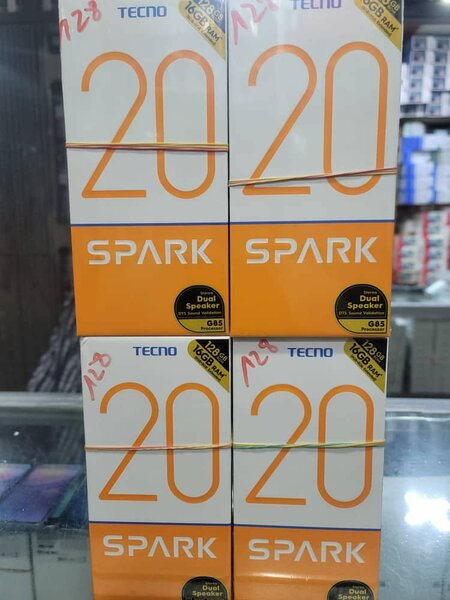 128
TECNO
128GB
16GB RAM
20
SPARK
Stereo
Dual
Speaker
DTS Sound Validation
G85
Processor
TECNO
16GB RAM
20
SPARK
Stereo
Dual
Speaker
DTS Sound Validation
G85
Processor
128
TECNO
128GB
16GB RAM
20
SPARK
Dual
Speaker
128
TECNO
128GB
16GB RAM
20
SPARK
Dual
Speaker